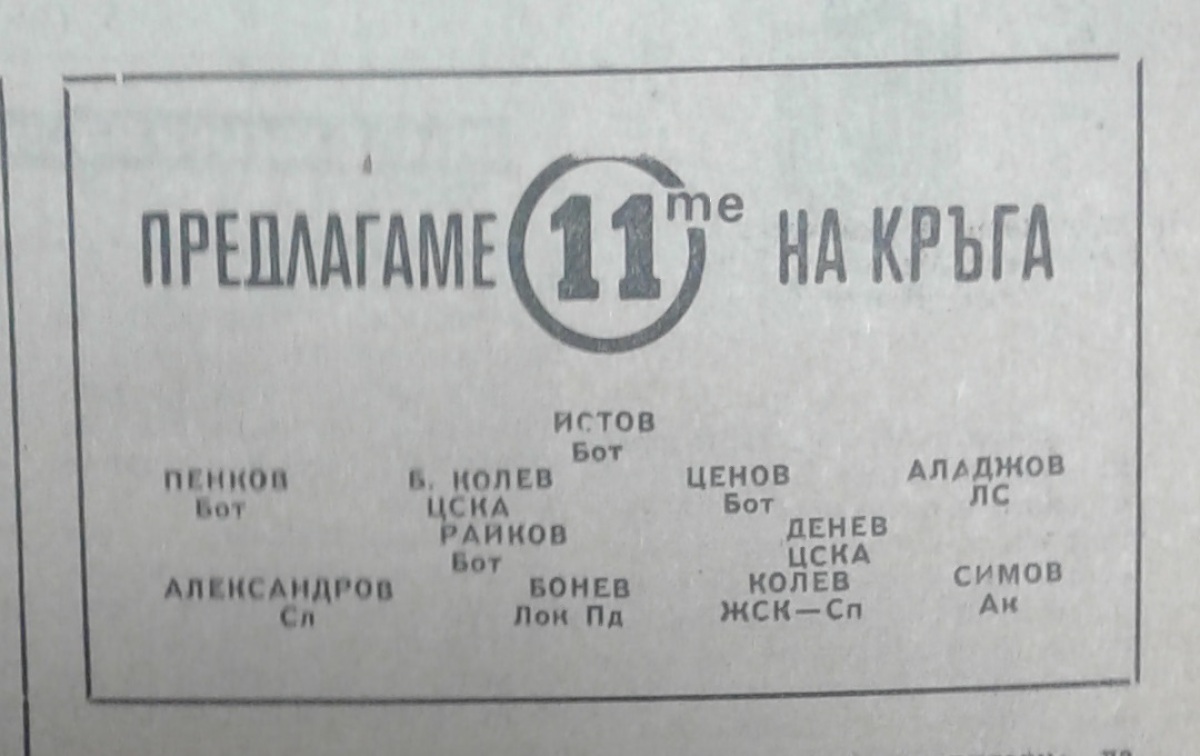 ПРЕДЛАГАМЕ 11те НА КРЪГА
ИСТОВ
Бот
ПЕНКОВ Б. КОЛЕВ ЦЕНОВ АЛАДЖОВ
Бот ЦСКА Бот ЛС
РАЙКОВ ДЕНЕВ
Бот ЦСКА
АЛЕКСАНДРОВ БОНЕВ КОЛЕВ СИМОВ
Сл Лок Пд ЖСК—Сп Ак